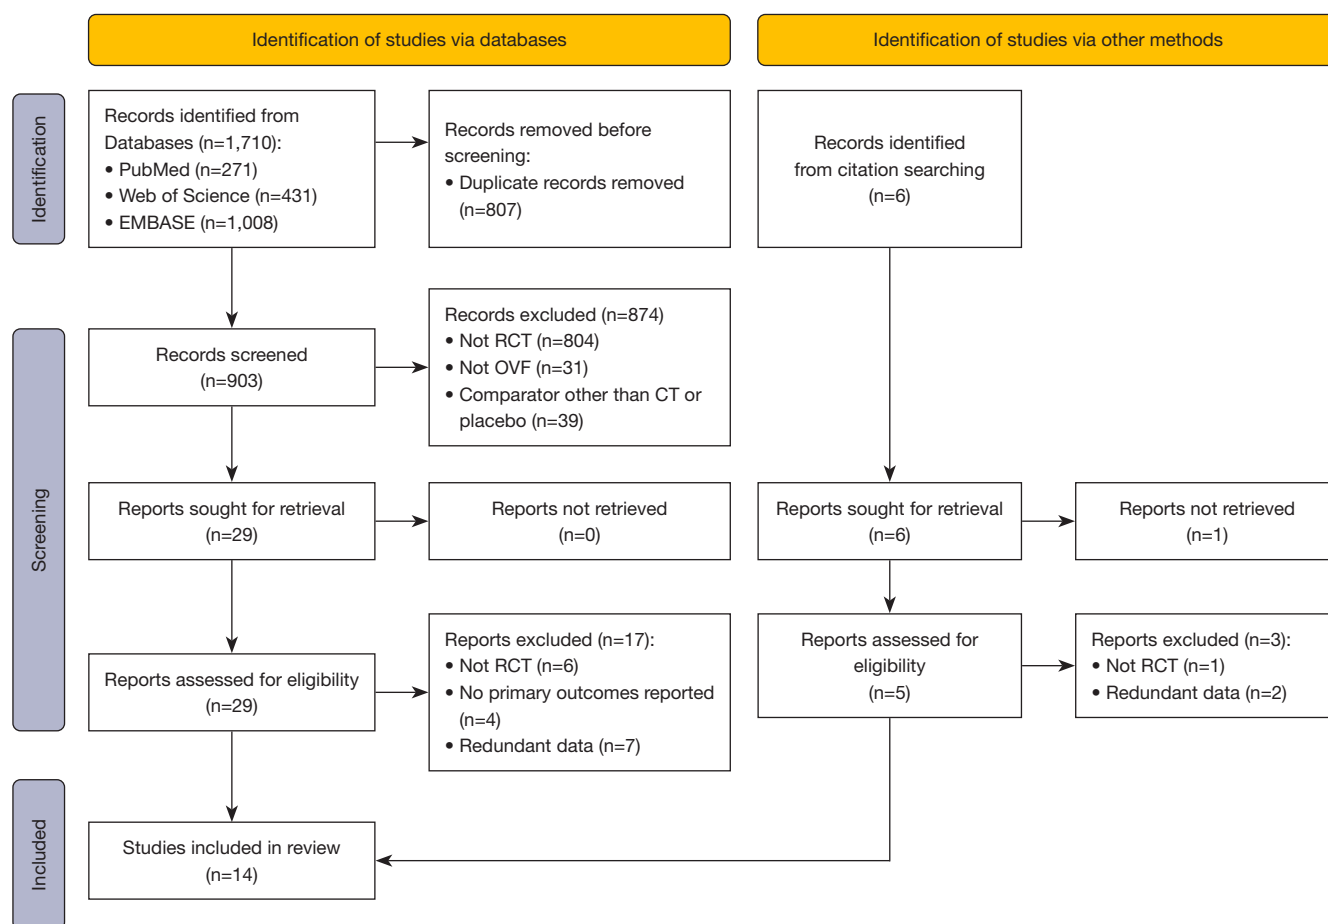 Identification of studies via databases
Identification of studies via other methods
Identification
Records identified from
Databases (n=1,710):
• PubMed (n=271)
• Web of Science (n=431)
• EMBASE (n=1,008)
Records removed before
screening:
• Duplicate records removed
(n=807)
Records identified
from citation searching
(n=6)
Screening
Records screened
(n=903)
Records excluded (n=874)
• Not RCT (n=804)
• Not OVF (n=31)
• Comparator other than CT or
placebo (n=39)
Reports sought for retrieval
(n=29)
Reports not retrieved
(n=0)
Reports sought for retrieval
(n=6)
Reports not retrieved
(n=1)
Reports assessed for eligibility
(n=29)
Reports excluded (n=17):
• Not RCT (n=6)
• No primary outcomes reported
(n=4)
• Redundant data (n=7)
Reports assessed for
eligibility
(n=5)
Reports excluded (n=3):
• Not RCT (n=1)
• Redundant data (n=2)
Included
Studies included in review
(n=14)